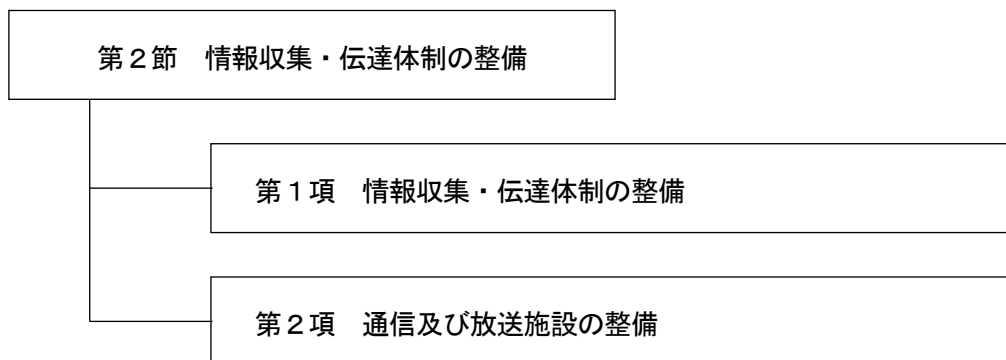 第２節　情報収集・伝達体制の整備
第１項　情報収集・伝達体制の整備
第２項　通信及び放送施設の整備